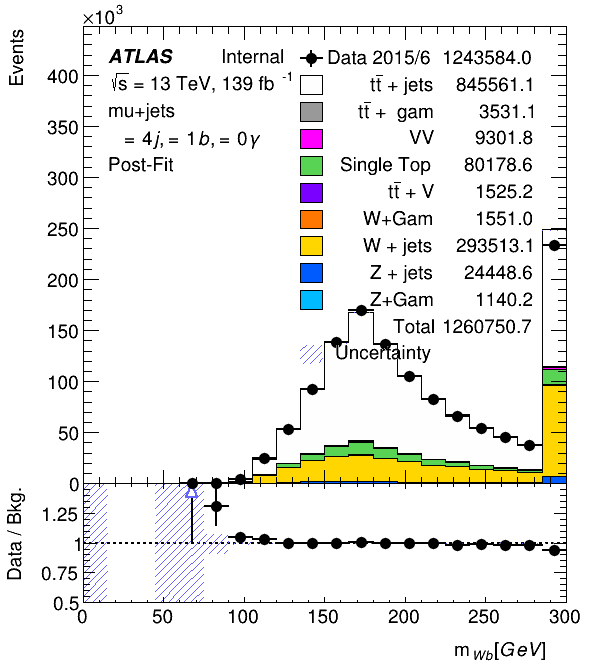 ×10³
Events
ATLAS Internal
√s = 13 TeV, 139 fb⁻¹
mu+jets
= 4j, = 1b, = 0γ
Post-Fit
Data 2015/6 1243584.0
tt̄ + jets 845561.1
tt̄ + gam 3531.1
VV 9301.8
Single Top 80178.6
tt̄ + V 1525.2
W+Gam 1551.0
W + jets 293513.1
Z + jets 24448.6
Z+Gam 1140.2
Total 1260750.7
Uncertainty
400
350
300
250
200
150
100
50
0
Data / Bkg.
1.25
1
0.75
0.5
0 50 100 150 200 250 300
m_Wb[GeV]